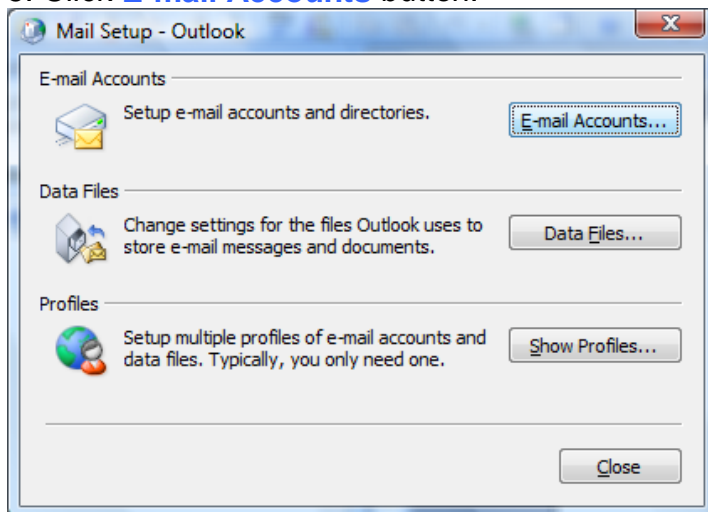 Mail Setup - Outlook
E-mail Accounts
Setup e-mail accounts and directories.
E-mail Accounts...
Data Files
Change settings for the files Outlook uses to
store e-mail messages and documents.
Data Files...
Profiles
Setup multiple profiles of e-mail accounts and
data files. Typically, you only need one.
Show Profiles...
Close